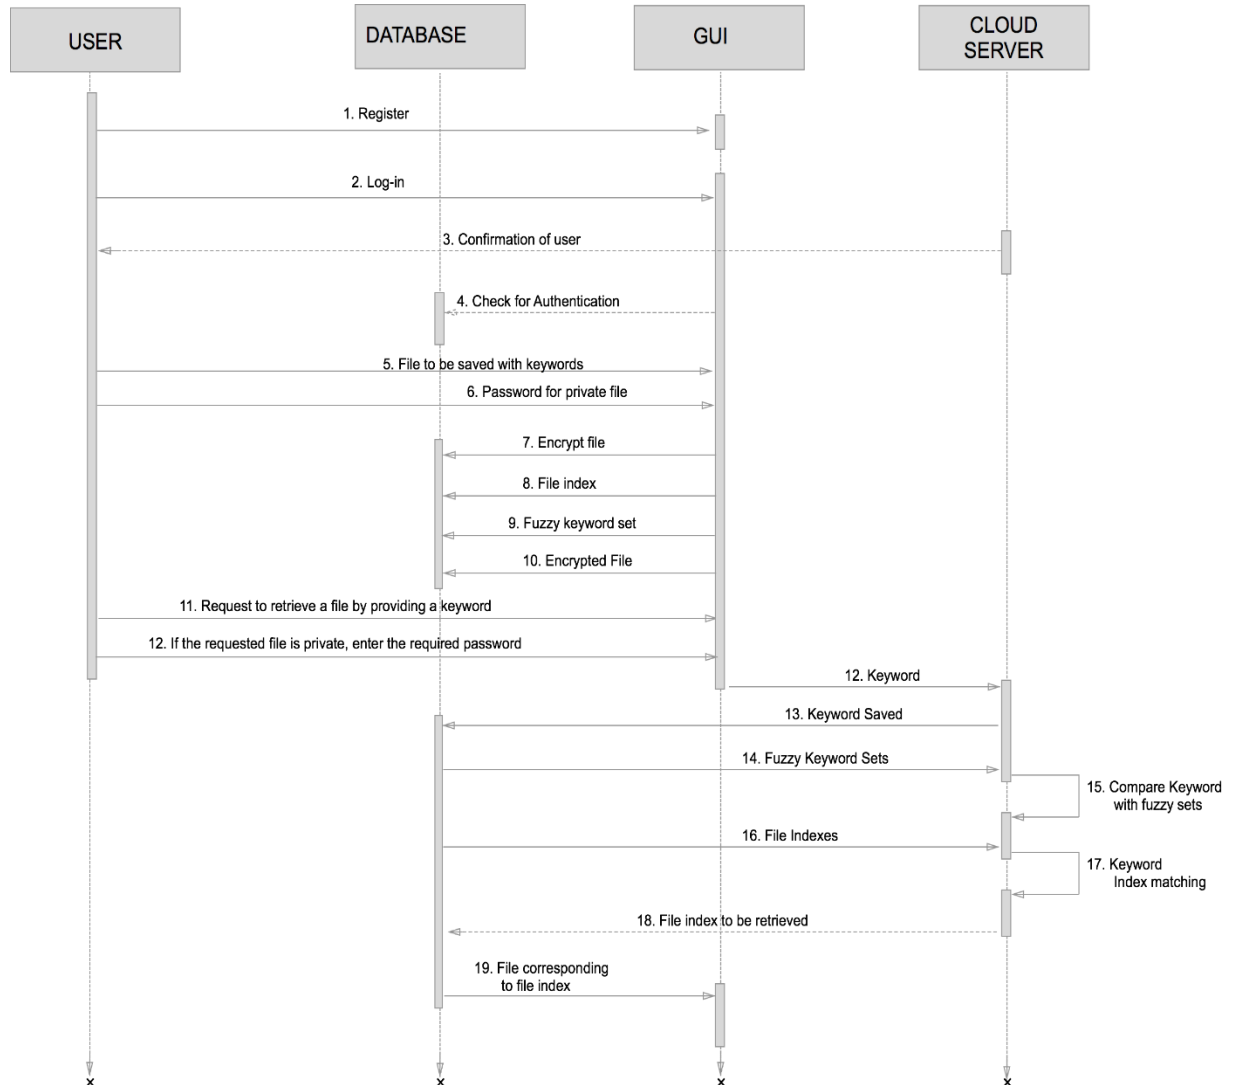 USER
DATABASE
GUI
CLOUD
SERVER
1. Register
2. Log-in
3. Confirmation of user
4. Check for Authentication
5. File to be saved with keywords
6. Password for private file
7. Encrypt file
8. File index
9. Fuzzy keyword set
10. Encrypted File
11. Request to retrieve a file by providing a keyword
12. If the requested file is private, enter the required password
12. Keyword
13. Keyword Saved
14. Fuzzy Keyword Sets
15. Compare Keyword
with fuzzy sets
16. File Indexes
17. Keyword
Index matching
18. File index to be retrieved
19. File corresponding
to file index